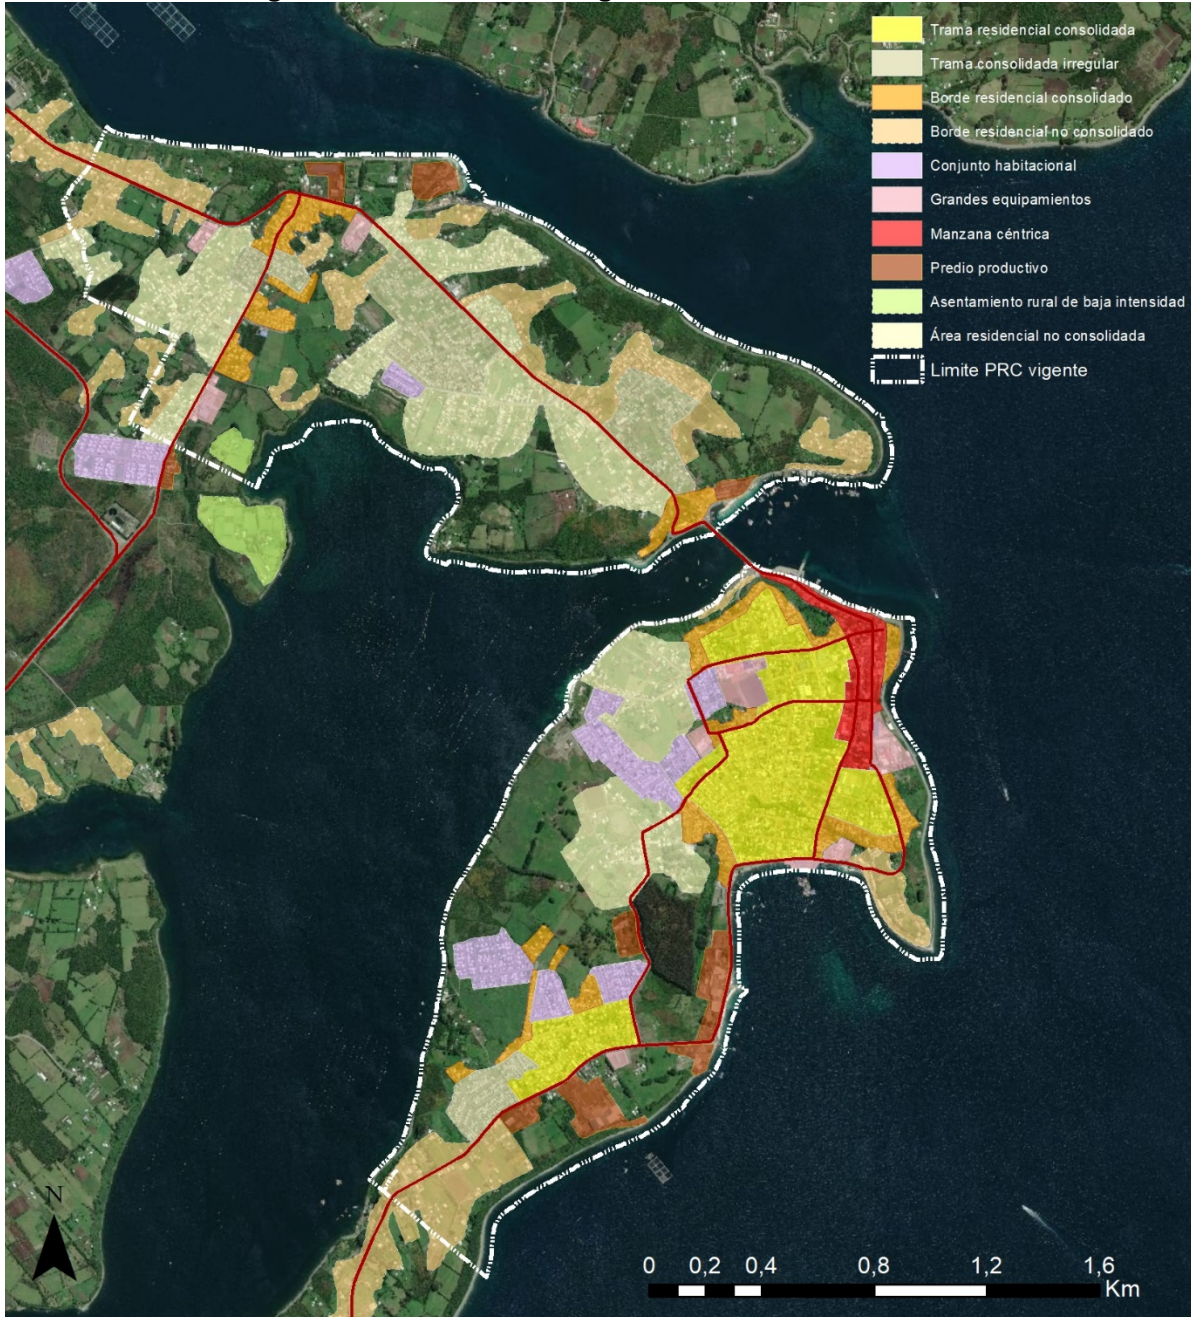 Trama residencial consolidada
Trama consolidada irregular
Borde residencial consolidado
Borde residencial no consolidado
Conjunto habitacional
Grandes equipamientos
Manzana céntrica
Predio productivo
Asentamiento rural de baja intensidad
Área residencial no consolidada
Limite PRC vigente
N
0 0,2 0,4 0,8 1,2 1,6
Km